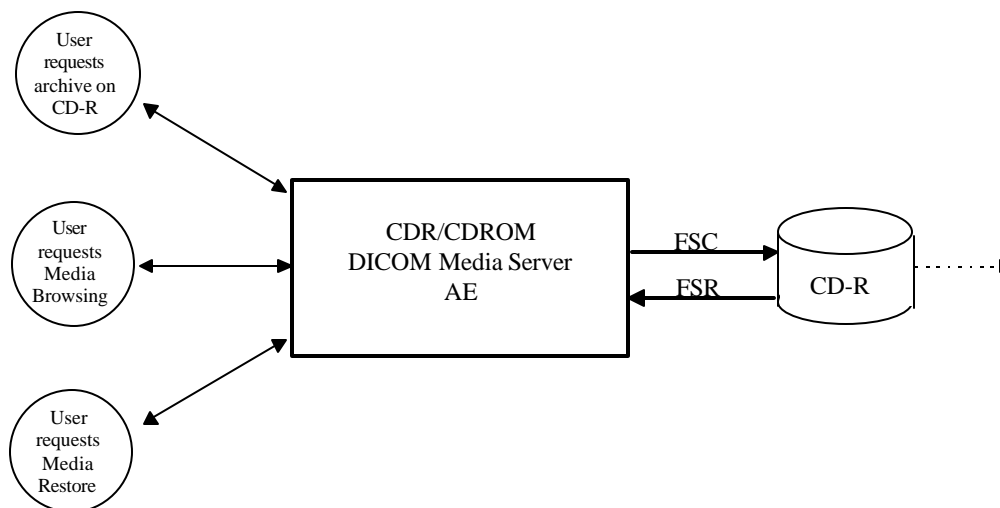 User
requests
archive on
CD-R
User
requests
Media
Browsing
User
requests
Media
Restore
CDR/CDROM
DICOM Media Server
AE
FSC
FSR
CD-R